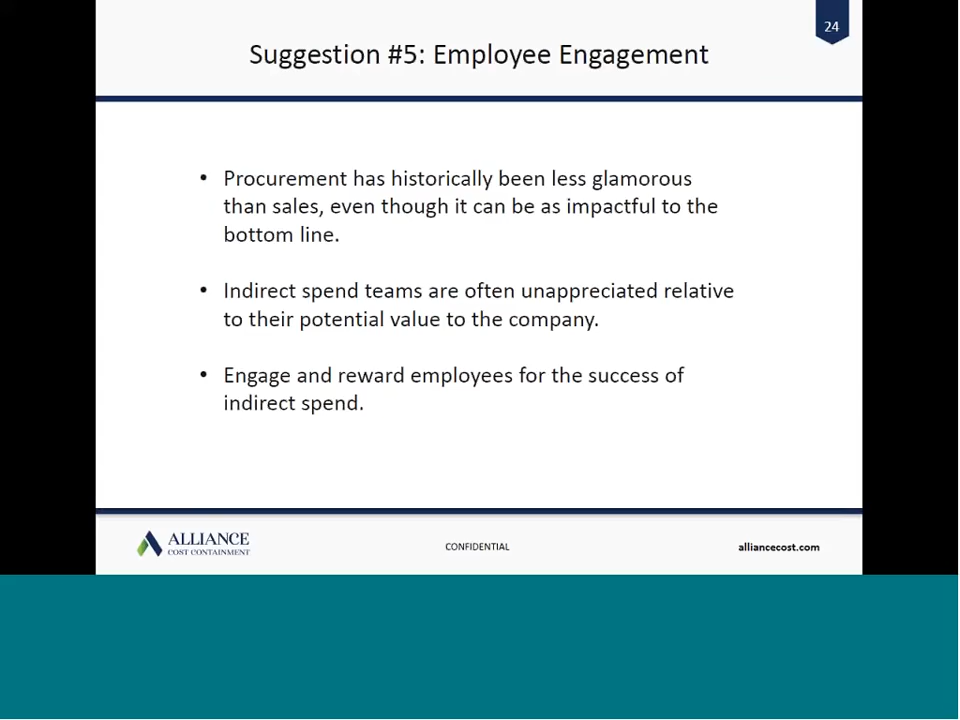 24
Suggestion #5: Employee Engagement
• Procurement has historically been less glamorous
than sales, even though it can be as impactful to the
bottom line.
• Indirect spend teams are often unappreciated relative
to their potential value to the company.
• Engage and reward employees for the success of
indirect spend.
ALLIANCE
COST CONTAINMENT
CONFIDENTIAL
alliancecost.com